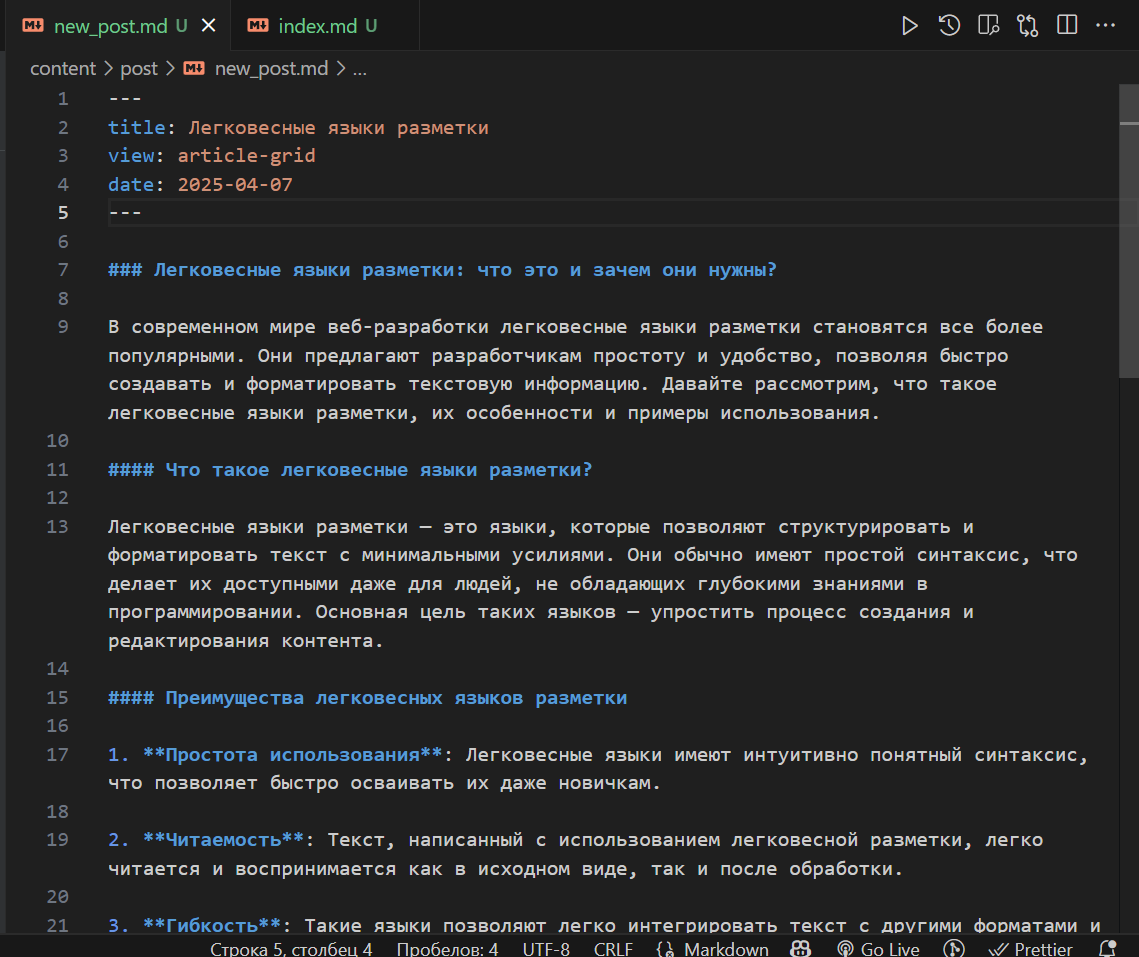 new_post.md U
index.md U
content > post > new_post.md > ...
1 ---
2 title: Легковесные языки разметки
3 view: article-grid
4 date: 2025-04-07
5 ---
6
7 ### Легковесные языки разметки: что это и зачем они нужны?
8
9 В современном мире веб-разработки легковесные языки разметки становятся все более
популярными. Они предлагают разработчикам простоту и удобство, позволяя быстро
создавать и форматировать текстовую информацию. Давайте рассмотрим, что такое
легковесные языки разметки, их особенности и примеры использования.
10
11 #### Что такое легковесные языки разметки?
12
13 Легковесные языки разметки — это языки, которые позволяют структурировать и
форматировать текст с минимальными усилиями. Они обычно имеют простой синтаксис, что
делает их доступными даже для людей, не обладающих глубокими знаниями в
программировании. Основная цель таких языков — упростить процесс создания и
редактирования контента.
14
15 #### Преимущества легковесных языков разметки
16
17 1. **Простота использования**: Легковесные языки имеют интуитивно понятный синтаксис,
что позволяет быстро осваивать их даже новичкам.
18
19 2. **Читаемость**: Текст, написанный с использованием легковесной разметки, легко
читается и воспринимается как в исходном виде, так и после обработки.
20
21 3. **Гибкость**: Такие языки позволяют легко интегрировать текст с другими форматами и
Строка 5, столбец 4 Пробелов: 4 UTF-8 CRLF Markdown Go Live Prettier